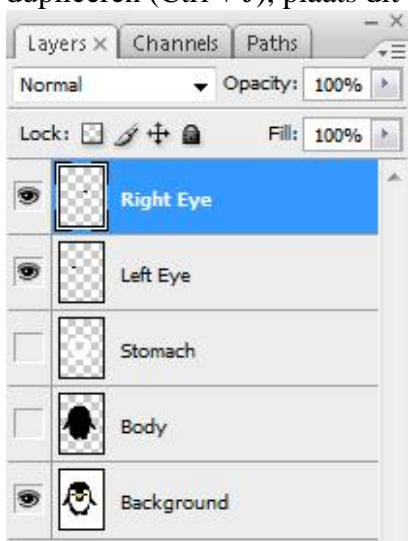 dupliceren (Ctrl + J), plaats dit
Layers × Channels Paths
Normal Opacity: 100%
Lock: Fill: 100%
Right Eye
Left Eye
Stomach
Body
Background